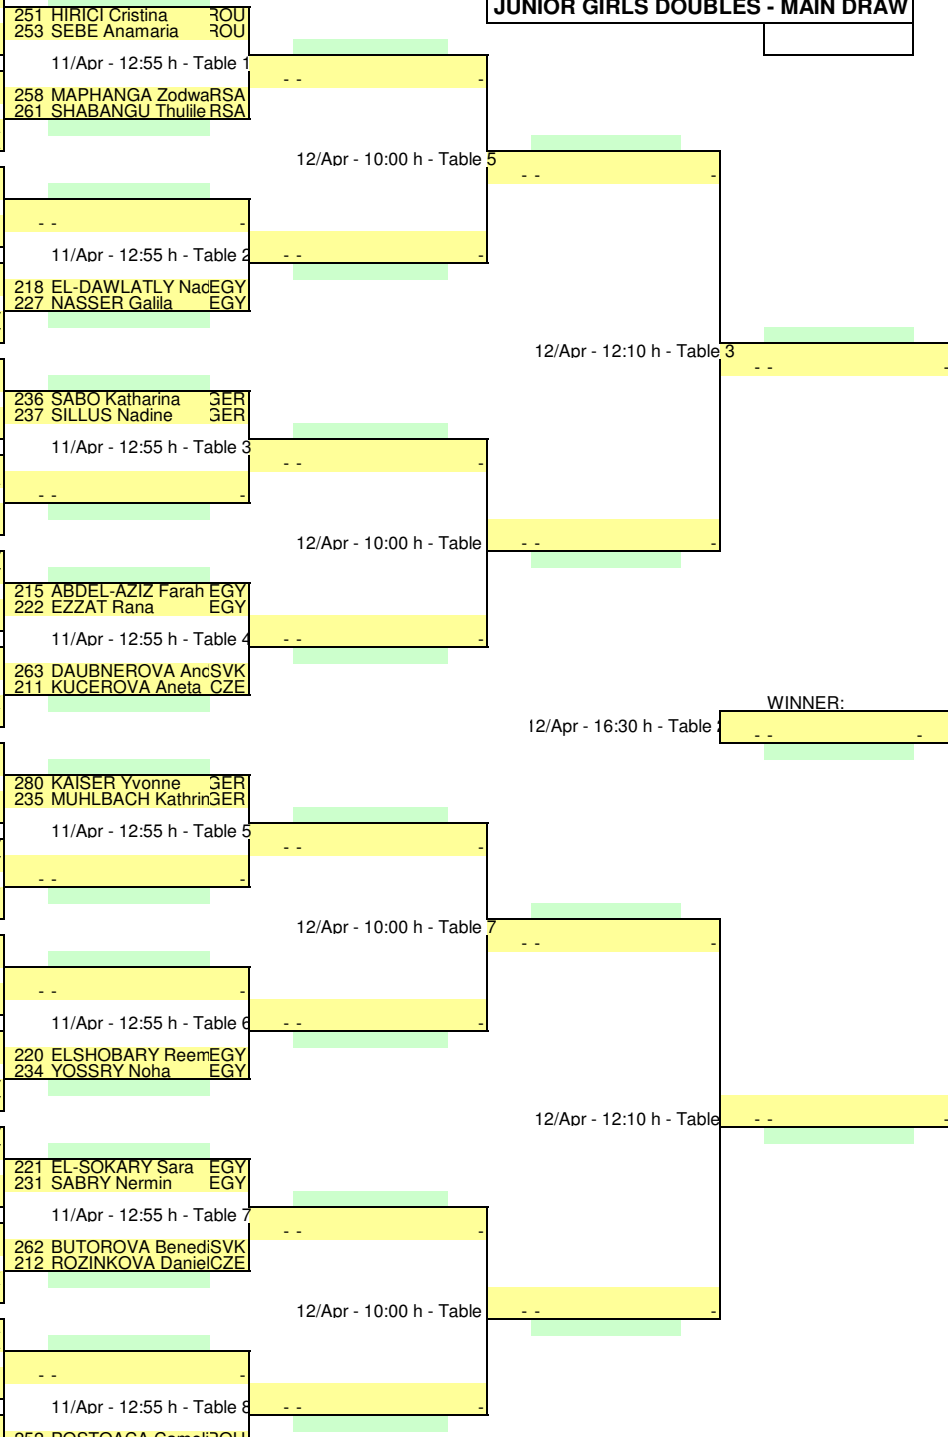 JUNIOR GIRLS DOUBLES - MAIN DRAW
251 HIRICI Cristina ROU
253 SEBE Anamaria ROU
11/Apr - 12:55 h - Table 1
- - -
258 MAPHANGA Zodwa RSA
261 SHABANGU Thulile RSA
12/Apr - 10:00 h - Table 5
- - -
- - -
11/Apr - 12:55 h - Table 2
- - -
218 EL-DAWLATLY Nad EGY
227 NASSER Galila EGY
12/Apr - 12:10 h - Table 3
- - -
236 SABO Katharina GER
237 SILLUS Nadine GER
11/Apr - 12:55 h - Table 3
- - -
- - -
12/Apr - 10:00 h - Table
- - -
215 ABDEL-AZIZ Farah EGY
222 EZZAT Rana EGY
11/Apr - 12:55 h - Table 4
- - -
263 DAUBNEROVA And SVK
211 KUCEROVA Aneta CZE
WINNER:
12/Apr - 16:30 h - Table 2
- - -
280 KAISER Yvonne GER
235 MUHLBACH Kathrin GER
11/Apr - 12:55 h - Table 5
- - -
- - -
12/Apr - 10:00 h - Table 7
- - -
- - -
11/Apr - 12:55 h - Table 6
- - -
220 ELSHOBARY Reem EGY
234 YOSSRY Noha EGY
12/Apr - 12:10 h - Table
- - -
221 EL-SOKARY Sara EGY
231 SABRY Nermin EGY
11/Apr - 12:55 h - Table 7
- - -
262 BUTOROVA Benedi SVK
212 ROZINKOVA Daniel CZE
12/Apr - 10:00 h - Table
- - -
- - -
11/Apr - 12:55 h - Table 8
- - -